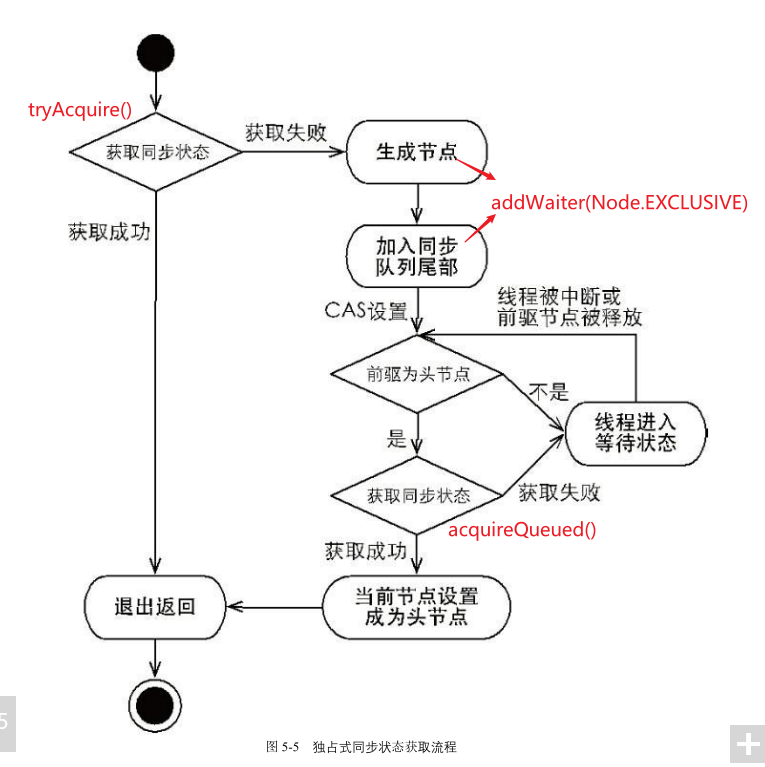 tryAcquire()
获取同步状态
获取失败
生成节点
addWaiter(Node.EXCLUSIVE)
获取成功
加入同步
队列尾部
CAS设置
线程被中断或
前驱节点被释放
前驱为头节点
不是
线程进入
等待状态
是
获取同步状态
获取失败
acquireQueued()
获取成功
退出返回
当前节点设置
成为头节点
5
图 5-5 独占式同步状态获取流程